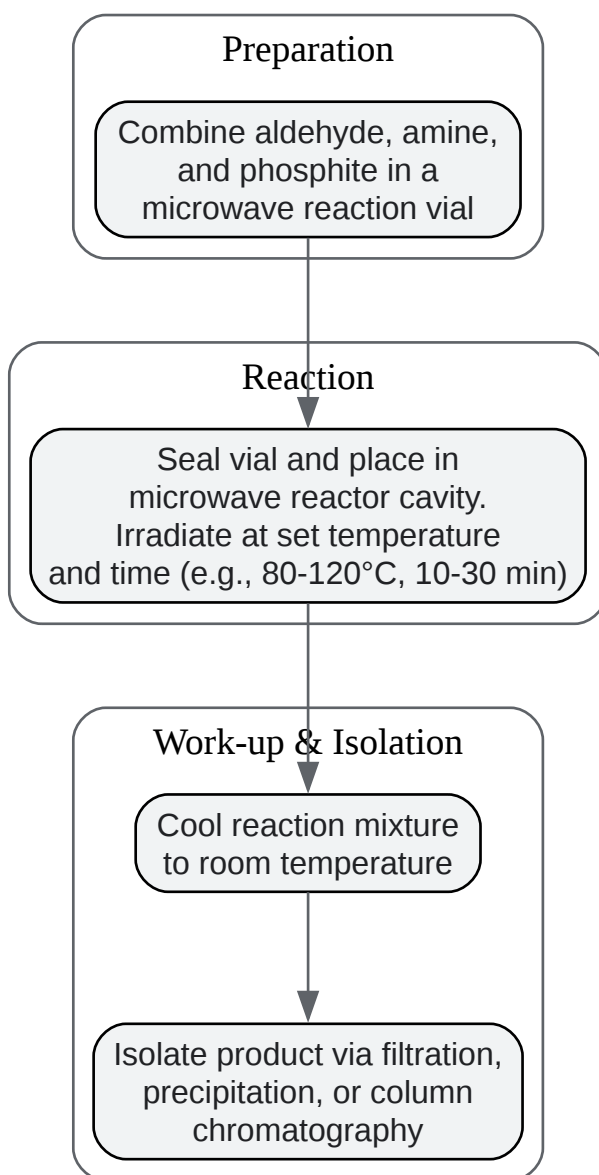 Preparation
Combine aldehyde, amine,
and phosphite in a
microwave reaction vial
Reaction
Seal vial and place in
microwave reactor cavity.
Irradiate at set temperature
and time (e.g., 80-120°C, 10-30 min)
Work-up & Isolation
Cool reaction mixture
to room temperature
Isolate product via filtration,
precipitation, or column
chromatography